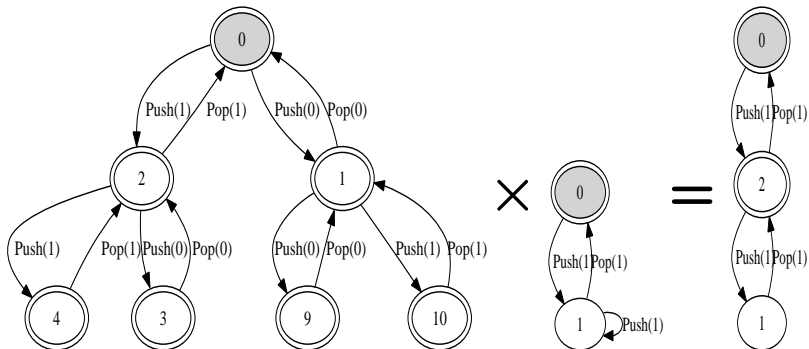 0
0
Push(1)
Pop(1)
Push(0)
Pop(0)
Push(1)
Pop(1)
2
1
×
0
=
2
Push(1)
Pop(1)
Push(0)
Pop(0)
Push(0)
Pop(0)
Push(1)
Pop(1)
Push(1)
Pop(1)
Push(1)
Pop(1)
4
3
9
10
1
Push(1)
1